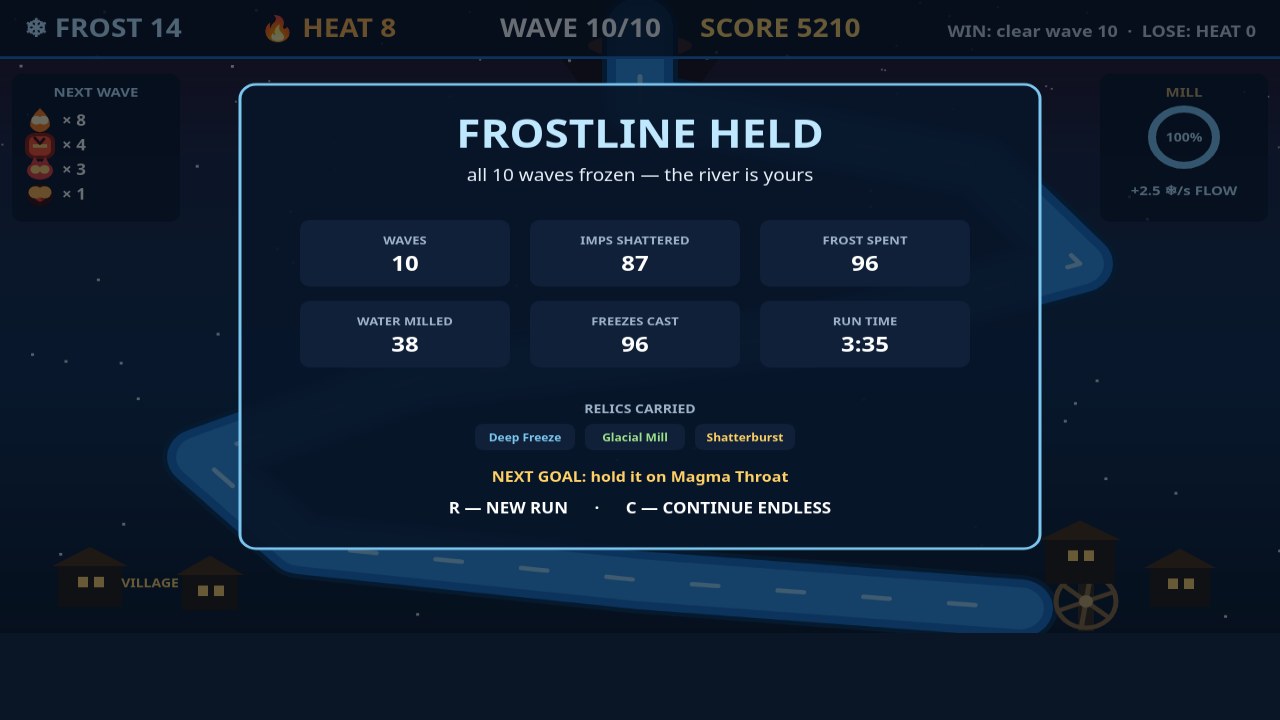 ❄ FROST 14
🔥 HEAT 8
WAVE 10/10
SCORE 5210
WIN: clear wave 10 · LOSE: HEAT 0
NEXT WAVE
× 8
× 4
× 3
× 1
MILL
100%
+2.5 ❄/s FLOW
FROSTLINE HELD
all 10 waves frozen — the river is yours
WAVES
10
IMPS SHATTERED
87
FROST SPENT
96
WATER MILLED
38
FREEZES CAST
96
RUN TIME
3:35
RELICS CARRIED
Deep Freeze
Glacial Mill
Shatterburst
NEXT GOAL: hold it on Magma Throat
R — NEW RUN · C — CONTINUE ENDLESS
VILLAGE